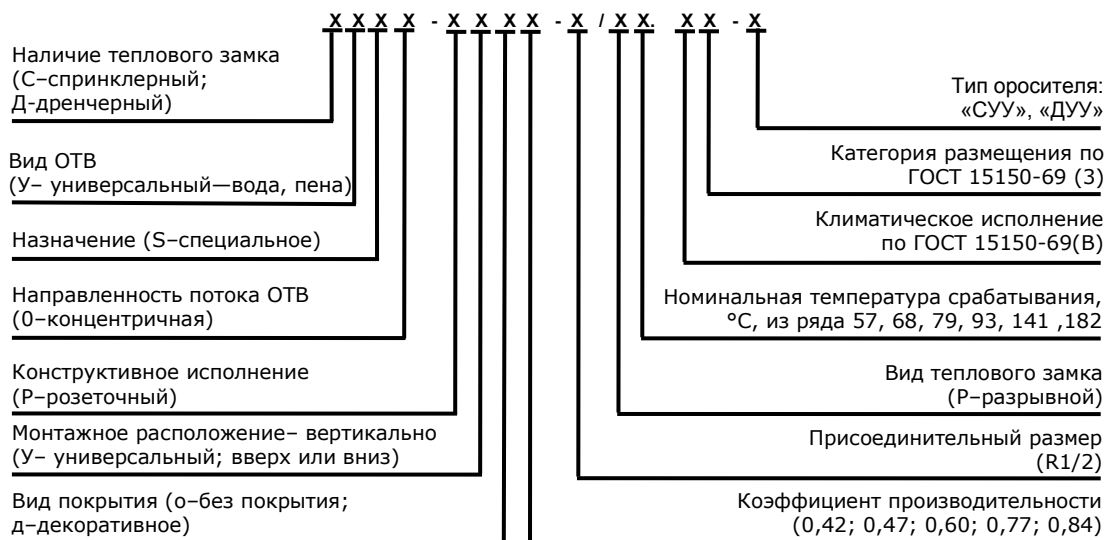 X X X X - X X X X - X / X X. X X - X
Наличие теплового замка
(С–спринклерный;
Д-дренчерный)
Вид ОТВ
(У– универсальный—вода, пена)
Назначение (S–специальное)
Направленность потока ОТВ
(0–концентричная)
Конструктивное исполнение
(Р–розеточный)
Монтажное расположение– вертикально
(У– универсальный; вверх или вниз)
Вид покрытия (о–без покрытия;
д–декоративное)
Тип оросителя:
«СУУ», «ДУУ»
Категория размещения по
ГОСТ 15150-69 (3)
Климатическое исполнение
по ГОСТ 15150-69(В)
Номинальная температура срабатывания,
°С, из ряда 57, 68, 79, 93, 141 ,182
Вид теплового замка
(Р–разрывной)
Присоединительный размер
(R1/2)
Коэффициент производительности
(0,42; 0,47; 0,60; 0,77; 0,84)